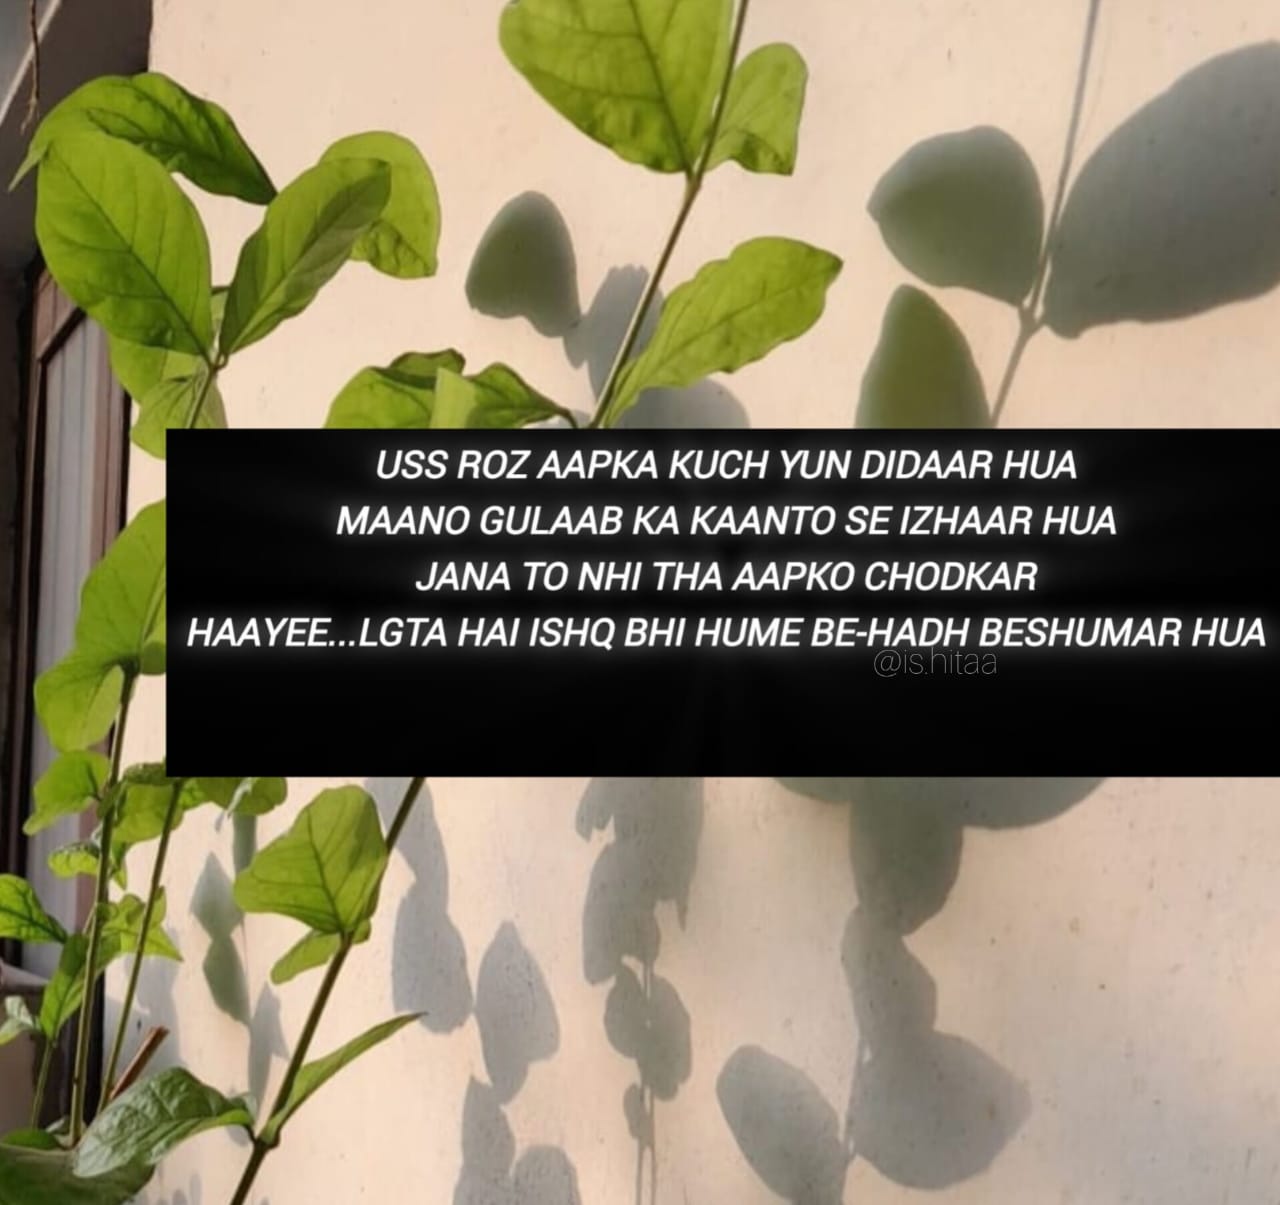 USS ROZ AAPKA KUCH YUN DIDAAR HUA
MAANO GULAAB KA KAANTO SE IZHAAR HUA
JANA TO NHI THA AAPKO CHODKAR
HAAYEE...LGTA HAI ISHQ BHI HUME BE-HADH BESHUMAR HUA
@is.hitaa